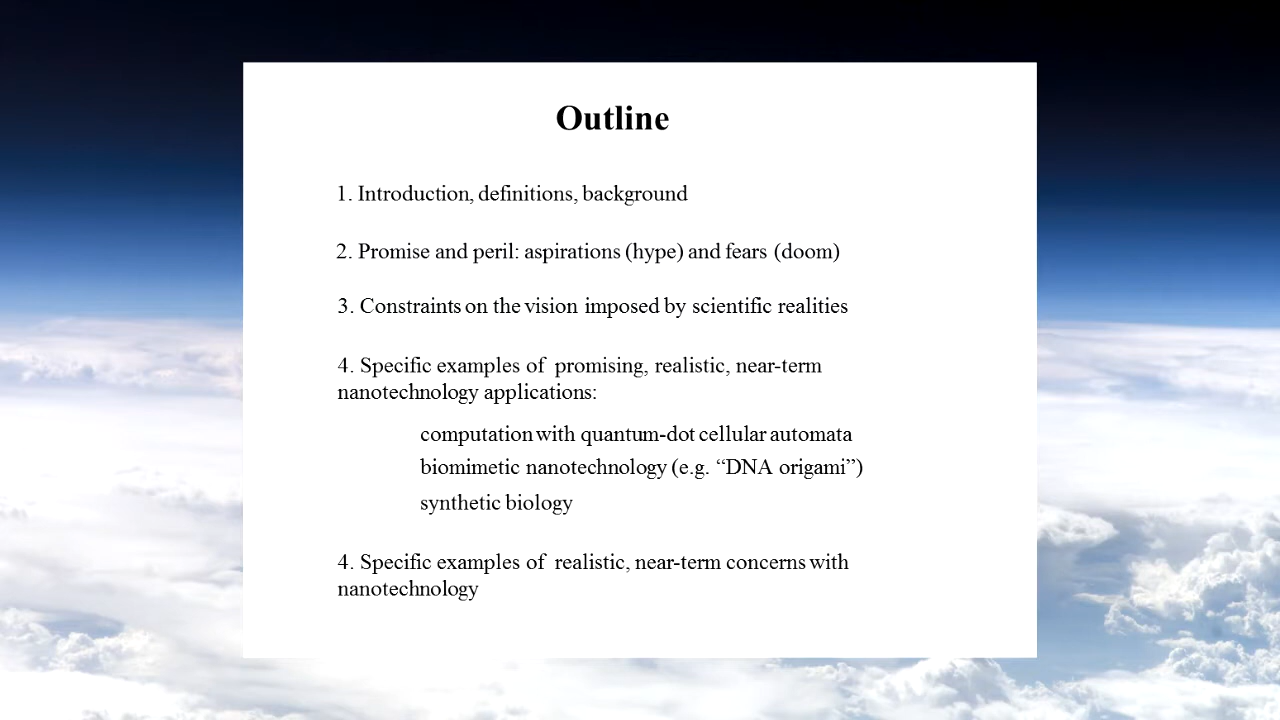 Outline
1. Introduction, definitions, background
2. Promise and peril: aspirations (hype) and fears (doom)
3. Constraints on the vision imposed by scientific realities
4. Specific examples of promising, realistic, near-term
nanotechnology applications:
computation with quantum-dot cellular automata
biomimetic nanotechnology (e.g. “DNA origami”)
synthetic biology
4. Specific examples of realistic, near-term concerns with
nanotechnology